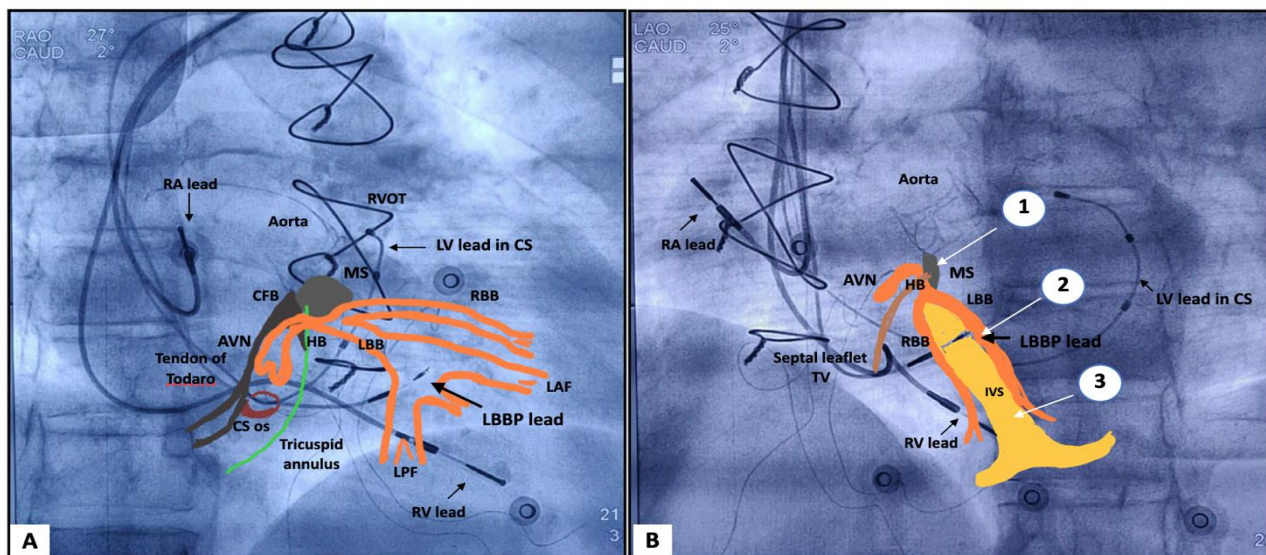 RAO 27°
CAUD 2°
RA lead
Aorta
RVOT
LV lead in CS
MS
CFB
RBB
AVN
HB
LBB
Tendon of
Todaro
LAF
LBBP lead
CS os
Tricuspid
annulus
LPF
RV lead
21
3
A
LAO 25°
CAUD 2°
Aorta
1
RA lead
AVN
MS
HB
2
LBB
LV lead in CS
RBB
LBBP lead
Septal leaflet
TV
3
IVS
RV lead
B